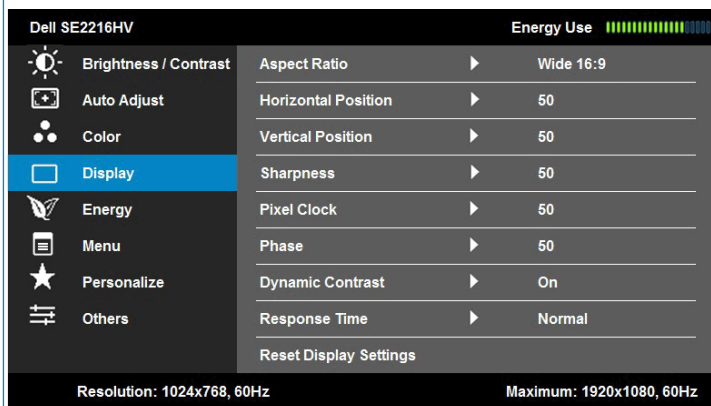 Dell SE2216HV Energy Use
Brightness / Contrast Aspect Ratio Wide 16:9
Auto Adjust Horizontal Position 50
Color Vertical Position 50
Display Sharpness 50
Energy Pixel Clock 50
Menu Phase 50
Personalize Dynamic Contrast On
Others Response Time Normal
Reset Display Settings
Resolution: 1024x768, 60Hz Maximum: 1920x1080, 60Hz